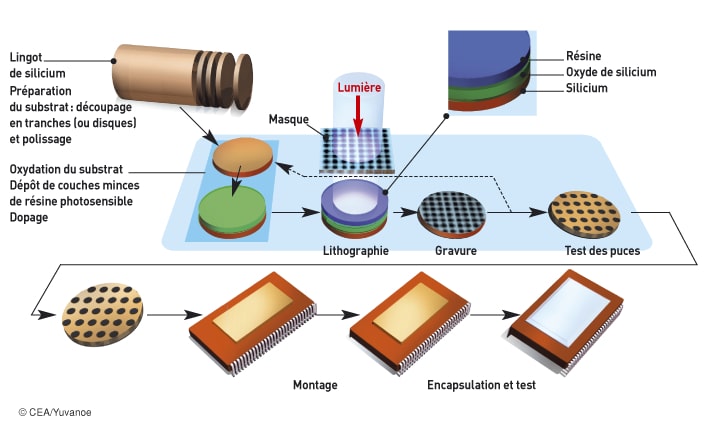 Lingot
de silicium
Préparation
du substrat : découpage
en tranches (ou disques)
et polissage
Lumière
Masque
Résine
Oxyde de silicium
Silicium
Oxydation du substrat
Dépôt de couches minces
de résine photosensible
Dopage
Lithographie
Gravure
Test des puces
Montage
Encapsulation et test
© CEA/Yuvanoe